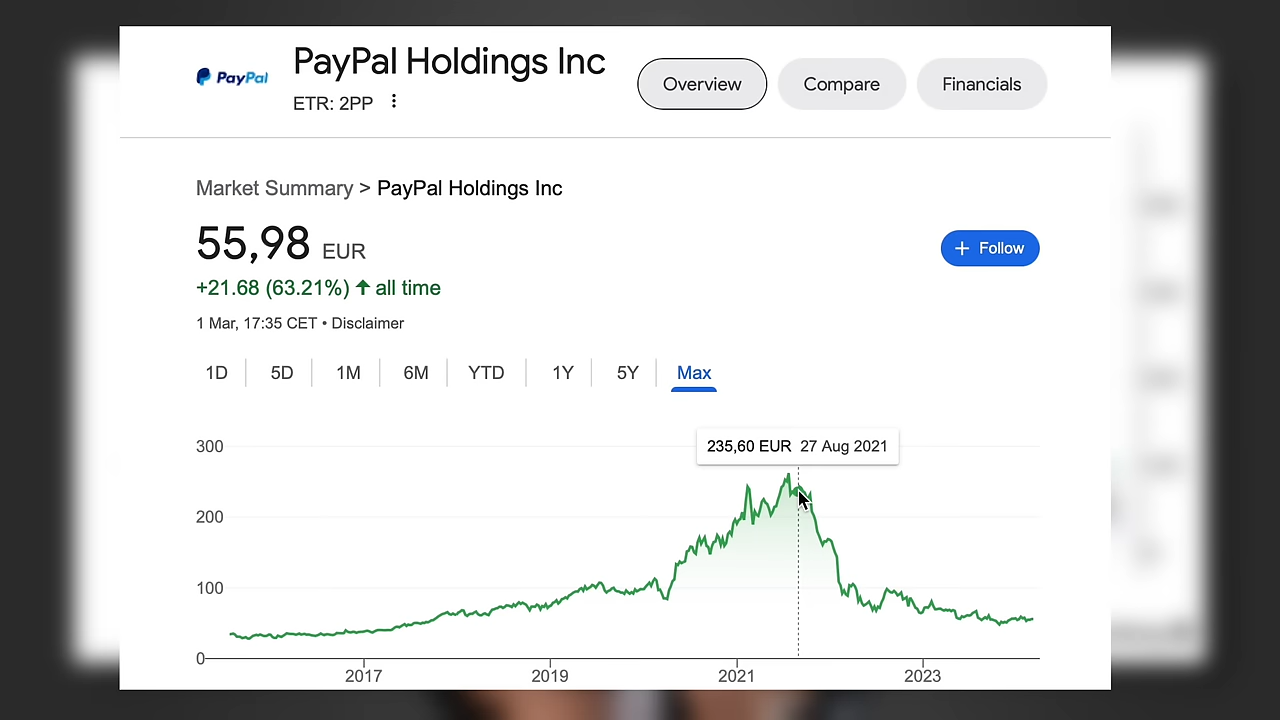 PayPal
PayPal Holdings Inc
ETR: 2PP
Overview
Compare
Financials
Market Summary > PayPal Holdings Inc
55,98 EUR
+ Follow
+21.68 (63.21%) ↑ all time
1 Mar, 17:35 CET • Disclaimer
1D 5D 1M 6M YTD 1Y 5Y Max
300
235,60 EUR 27 Aug 2021
200
100
0
2017 2019 2021 2023